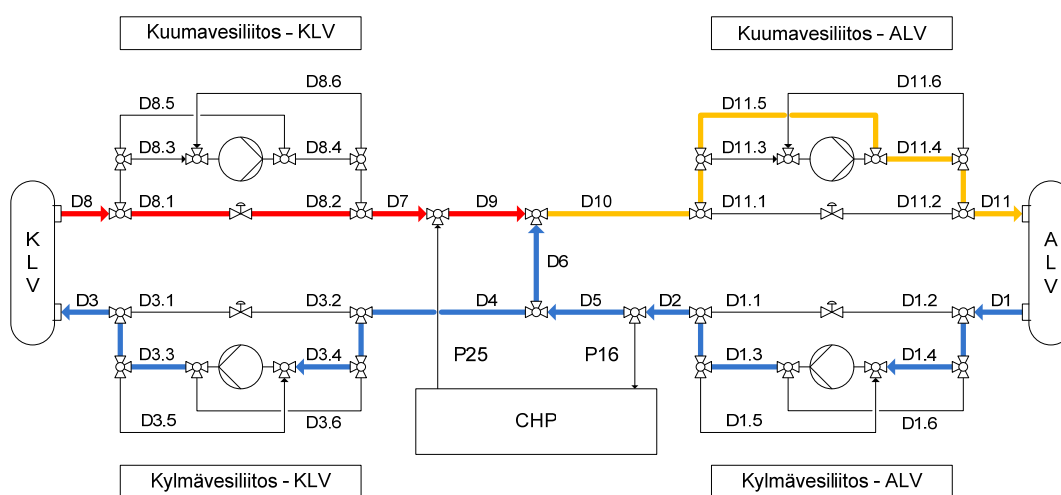 Kuumavesiliitos - KLV
Kuumavesiliitos - ALV
D8.6
D11.6
D8.5
D11.5
D8.3
D8.4
D11.3
D11.4
D8
D8.1
D8.2
D7
D9
D10
D11.1
D11.2
D11
KLV
ALV
D6
D3
D3.1
D3.2
D4
D5
D2
D1.1
D1.2
D1
D3.3
D3.4
P25
P16
D1.3
D1.4
D3.5
D3.6
CHP
D1.5
D1.6
Kylmävesiliitos - KLV
Kylmävesiliitos - ALV